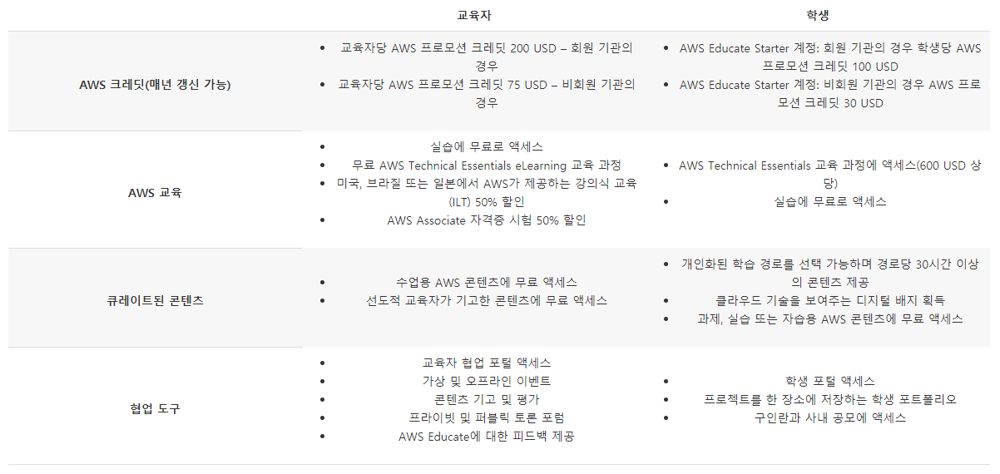 교육자
학생
AWS 크레딧(매년 갱신 가능)
교육자당 AWS 프로모션 크레딧 200 USD – 회원 기관의
경우
교육자당 AWS 프로모션 크레딧 75 USD – 비회원 기관의
경우
AWS Educate Starter 계정: 회원 기관의 경우 학생당 AWS
프로모션 크레딧 100 USD
AWS Educate Starter 계정: 비회원 기관의 경우 AWS 프로
모션 크레딧 30 USD
AWS 교육
실습에 무료로 액세스
무료 AWS Technical Essentials eLearning 교육 과정
미국, 브라질 또는 일본에서 AWS가 제공하는 강의식 교육
(ILT) 50% 할인
AWS Associate 자격증 시험 50% 할인
AWS Technical Essentials 교육 과정에 액세스(600 USD 상
당)
실습에 무료로 액세스
큐레이트된 콘텐츠
수업용 AWS 콘텐츠에 무료 액세스
선도적 교육자가 기고한 콘텐츠에 무료 액세스
개인화된 학습 경로를 선택 가능하며 경로당 30시간 이상
의 콘텐츠 제공
클라우드 기술을 보여주는 디지털 배지 획득
과제, 실습 또는 자습용 AWS 콘텐츠에 무료 액세스
협업 도구
교육자 협업 포털 액세스
가상 및 오프라인 이벤트
콘텐츠 기고 및 평가
프라이빗 및 퍼블릭 토론 포럼
AWS Educate에 대한 피드백 제공
학생 포털 액세스
프로젝트를 한 장소에 저장하는 학생 포트폴리오
구인란과 사내 공모에 액세스